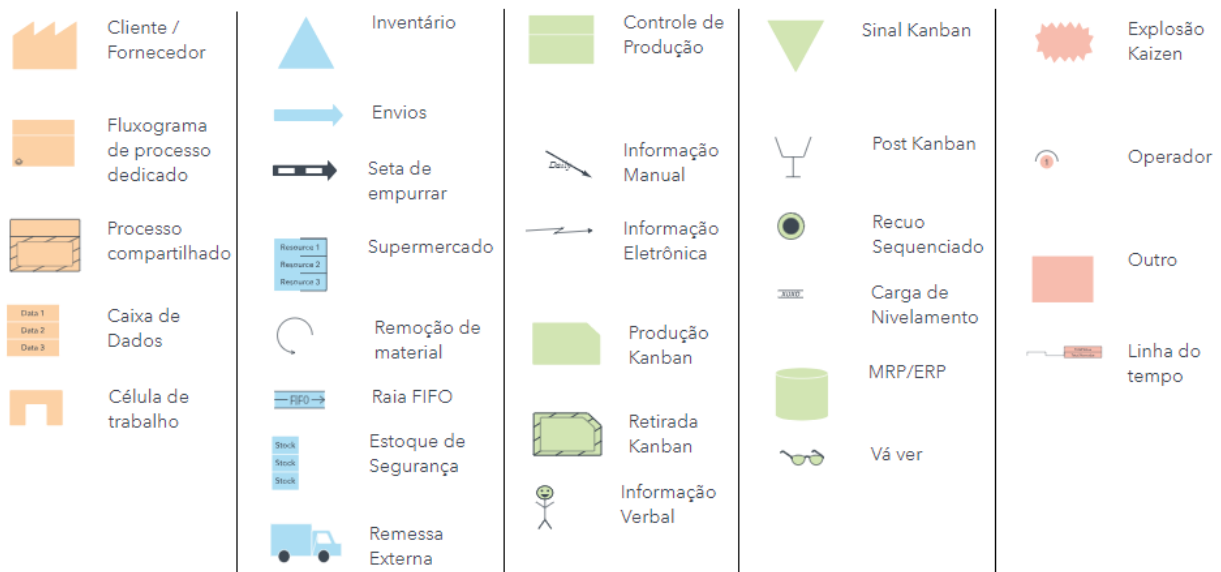 Cliente /
Fornecedor
Fluxograma
de processo
dedicado
Processo
compartilhado
Data 1
Data 2
Data 3
Caixa de
Dados
Célula de
trabalho
Inventário
Envios
Seta de
empurrar
Resource 1
Resource 2
Resource 3
Supermercado
Remoção de
material
FIFO
Raia FIFO
Stock
Stock
Stock
Estoque de
Segurança
Remessa
Externa
Controle de
Produção
Daily
Informação
Manual
Informação
Eletrônica
Produção
Kanban
Retirada
Kanban
Informação
Verbal
Sinal Kanban
Post Kanban
Recuo
Sequenciado
XOXO
Carga de
Nivelamento
MRP/ERP
Vá ver
Explosão
Kaizen
1
Operador
Outro
Linha do
tempo